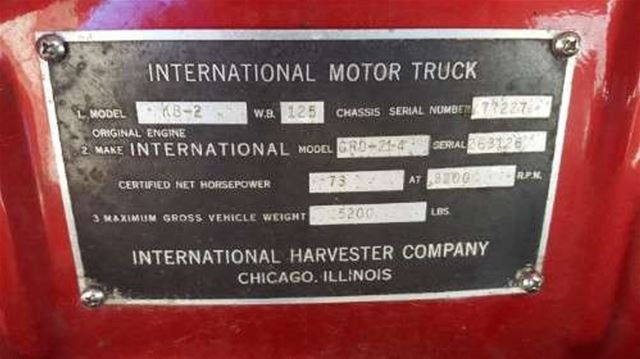 INTERNATIONAL MOTOR TRUCK
1. MODEL KB-2 W.B. 125 CHASSIS SERIAL NUMBER 77227
ORIGINAL ENGINE
2. MAKE INTERNATIONAL MODEL GRD-214 SERIAL 263128
CERTIFIED NET HORSEPOWER 73 AT 3200 R.P.M.
3 MAXIMUM GROSS VEHICLE WEIGHT 5200 LBS.
INTERNATIONAL HARVESTER COMPANY
CHICAGO, ILLINOIS